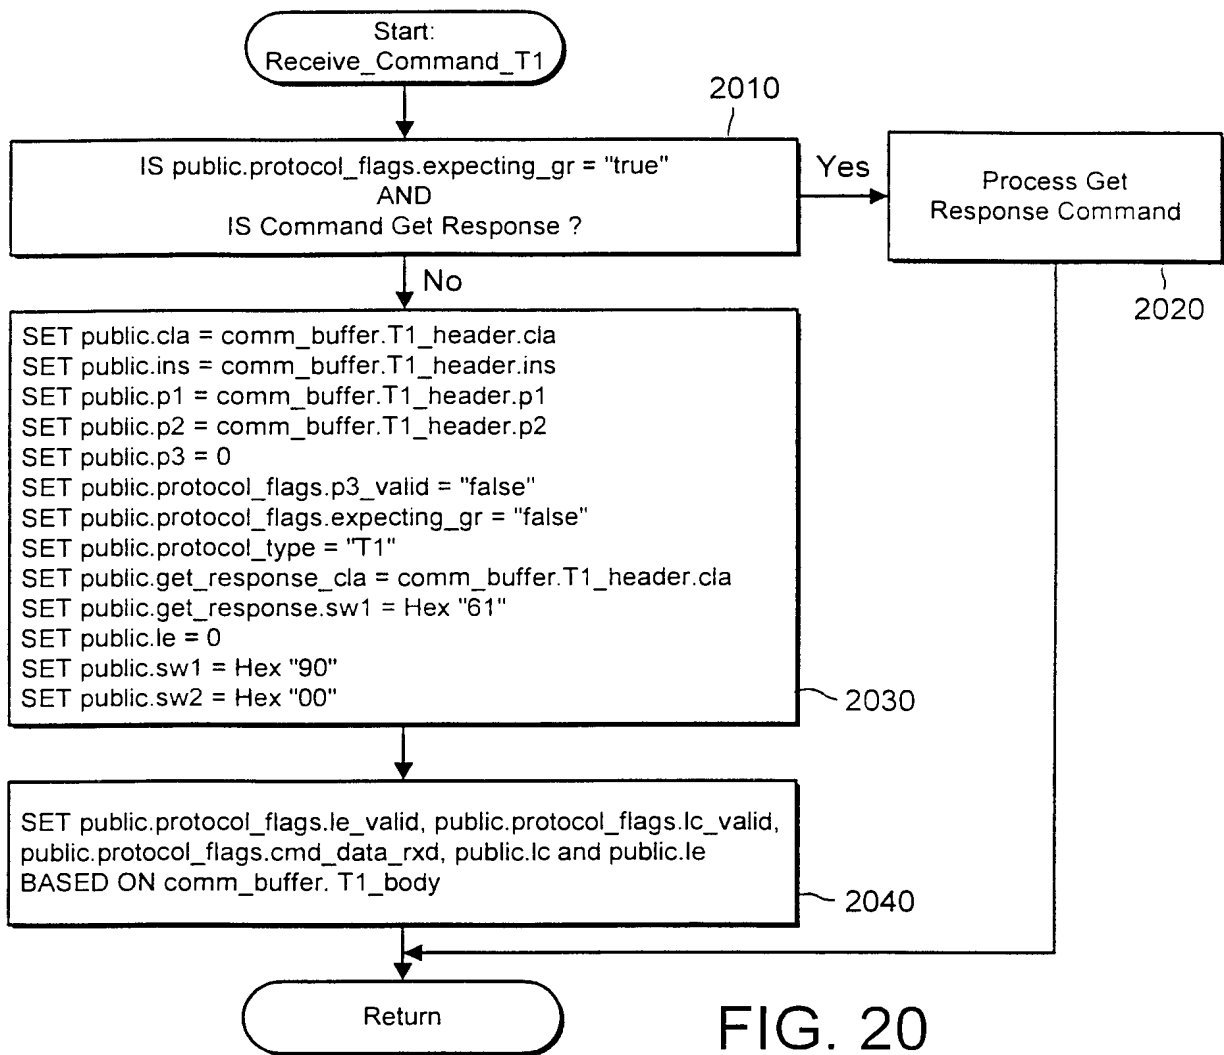 Start:
Receive_Command_T1
2010
IS public.protocol_flags.expecting_gr = "true"
AND
IS Command Get Response ?
Yes
Process Get
Response Command
2020
No
SET public.cla = comm_buffer.T1_header.cla
SET public.ins = comm_buffer.T1_header.ins
SET public.p1 = comm_buffer.T1_header.p1
SET public.p2 = comm_buffer.T1_header.p2
SET public.p3 = 0
SET public.protocol_flags.p3_valid = "false"
SET public.protocol_flags.expecting_gr = "false"
SET public.protocol_type = "T1"
SET public.get_response_cla = comm_buffer.T1_header.cla
SET public.get_response.sw1 = Hex "61"
SET public.le = 0
SET public.sw1 = Hex "90"
SET public.sw2 = Hex "00"
2030
SET public.protocol_flags.le_valid, public.protocol_flags.lc_valid,
public.protocol_flags.cmd_data_rxd, public.lc and public.le
BASED ON comm_buffer. T1_body
2040
Return
FIG. 20